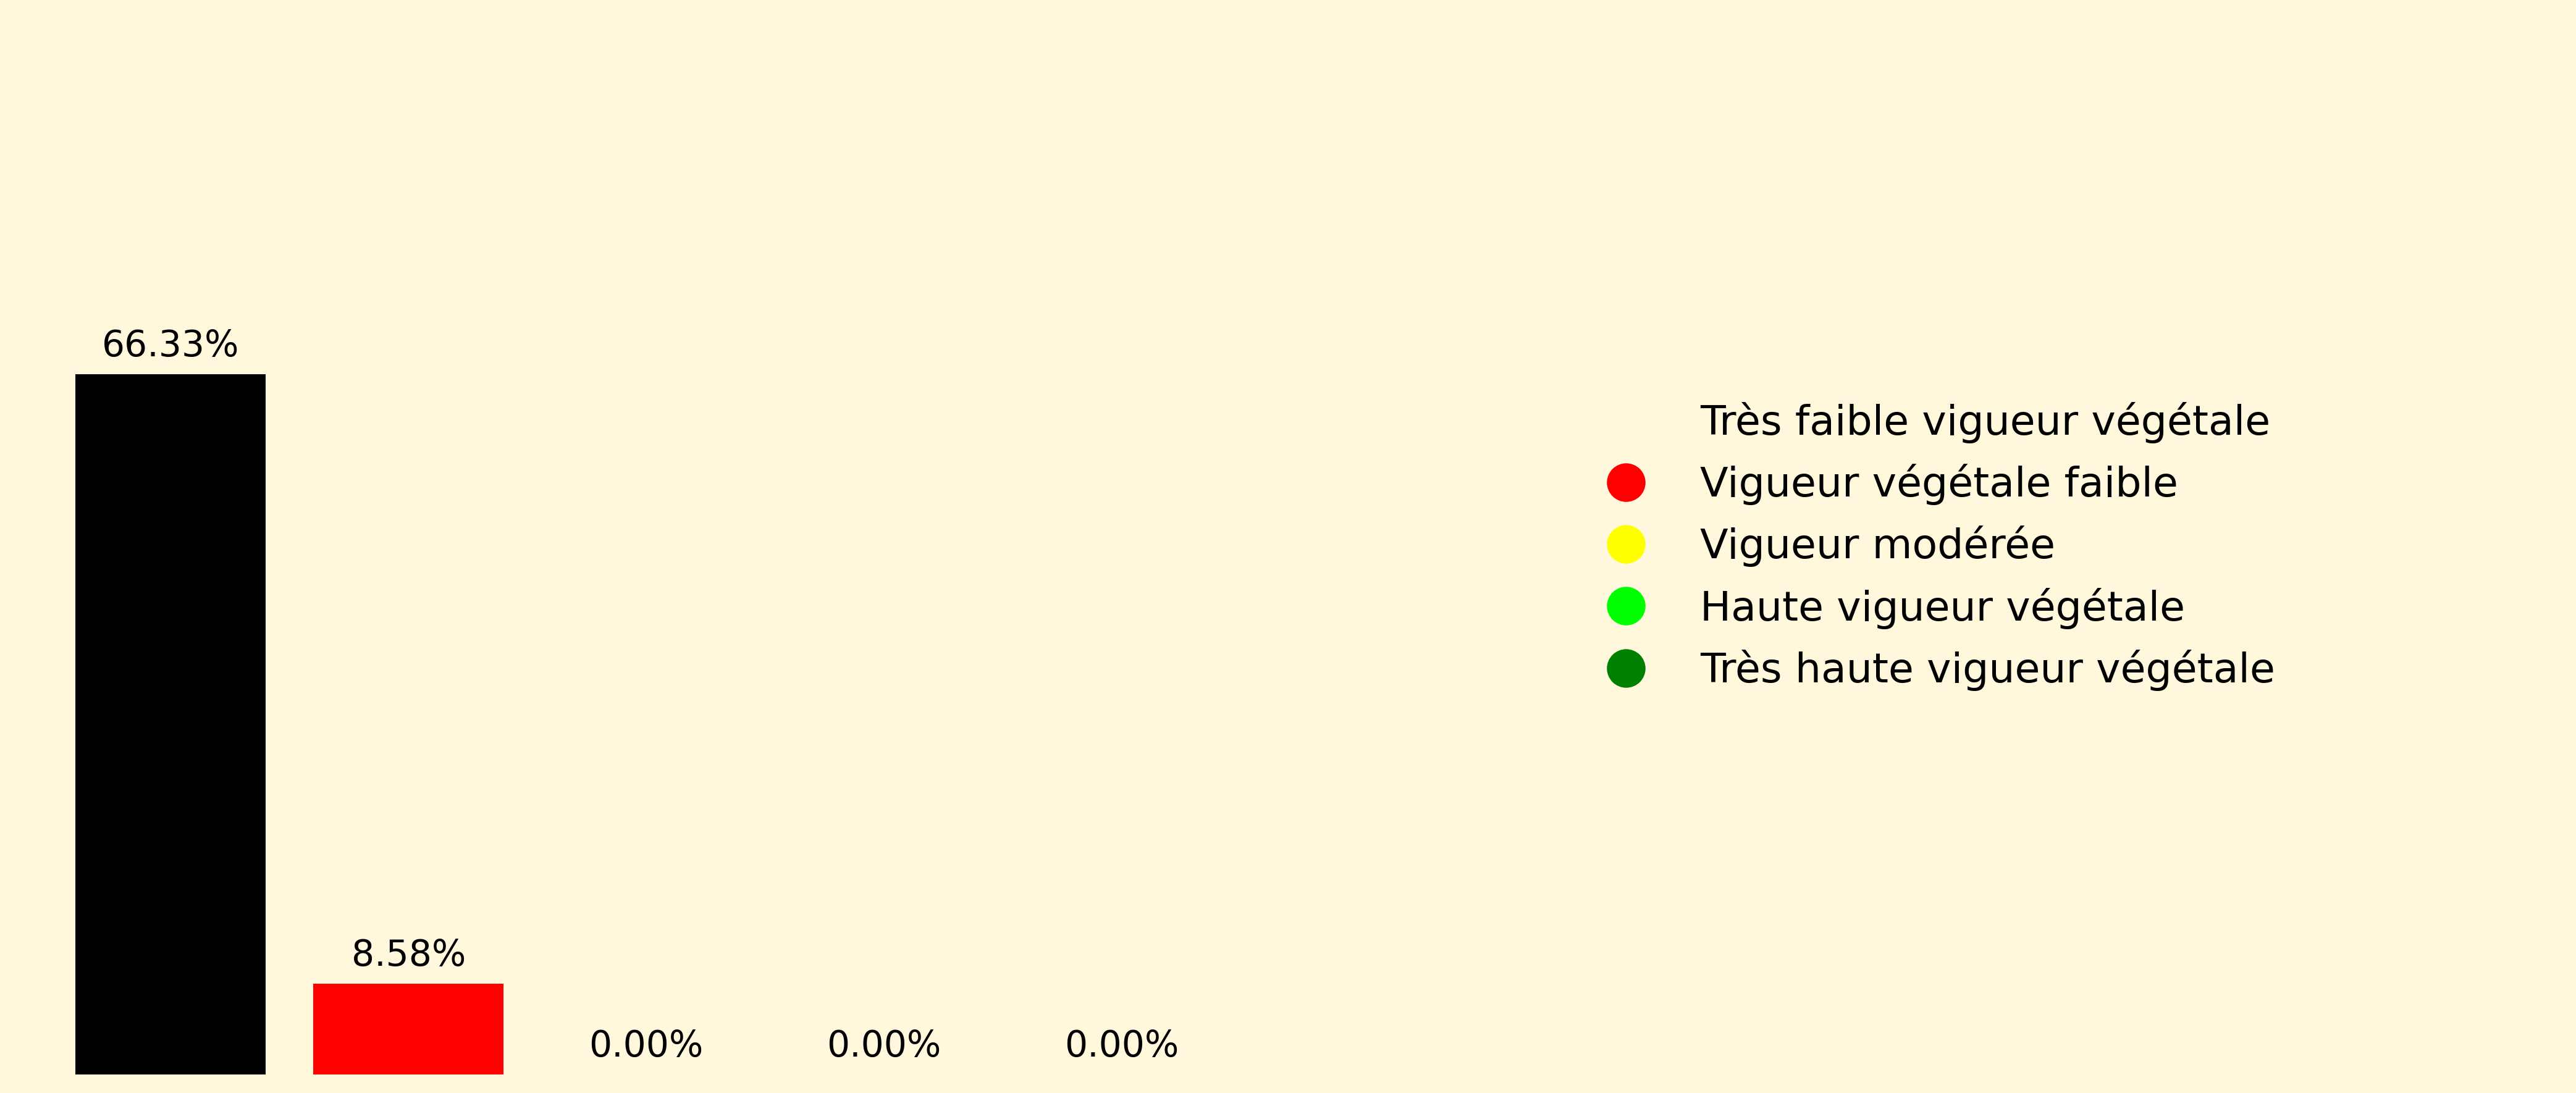 66.33%
8.58%
0.00%
0.00%
0.00%
Très faible vigueur végétale
Vigueur végétale faible
Vigueur modérée
Haute vigueur végétale
Très haute vigueur végétale